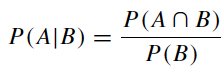 P(A|B) = P(A ∩ B) / P(B)